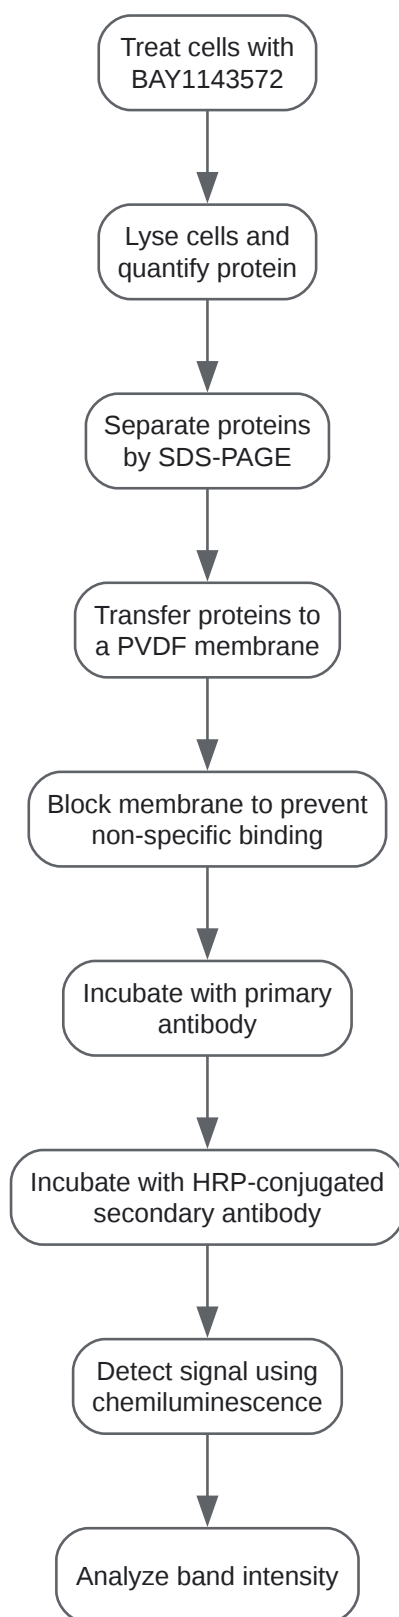 Treat cells with
BAY1143572
Lyse cells and
quantify protein
Separate proteins
by SDS-PAGE
Transfer proteins to
a PVDF membrane
Block membrane to prevent
non-specific binding
Incubate with primary
antibody
Incubate with HRP-conjugated
secondary antibody
Detect signal using
chemiluminescence
Analyze band intensity